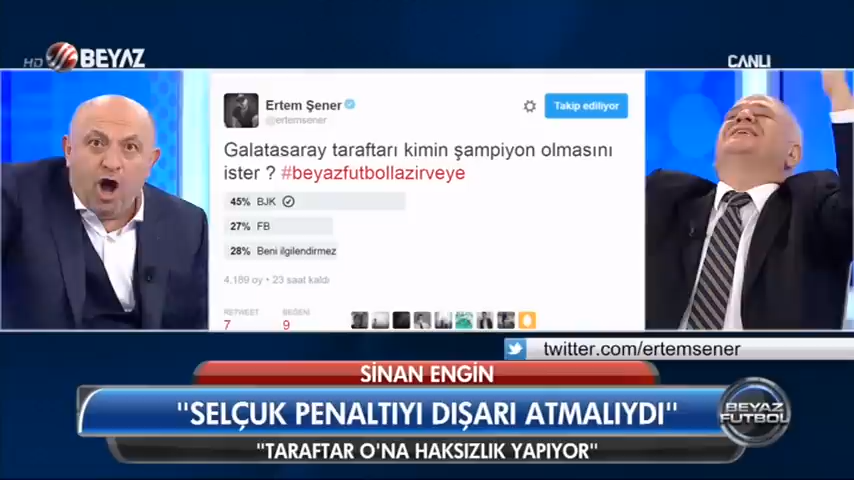 HD BEYAZ
CANLI
Ertem Şener
@ertemsener
Takip ediliyor
Galatasaray taraftarı kimin şampiyon olmasını
ister ? #beyazfutbollazirveye
45% BJK
27% FB
28% Beni ilgilendirmez
4,189 oy • 23 saat kaldı
RETWEET
BEĞENİ
7
9
twitter.com/ertemsener
SİNAN ENGİN
"SELÇUK PENALTIYI DIŞARI ATMALIYDI"
BEYAZ
FUTBOL
"TARAFTAR O'NA HAKSIZLIK YAPIYOR"